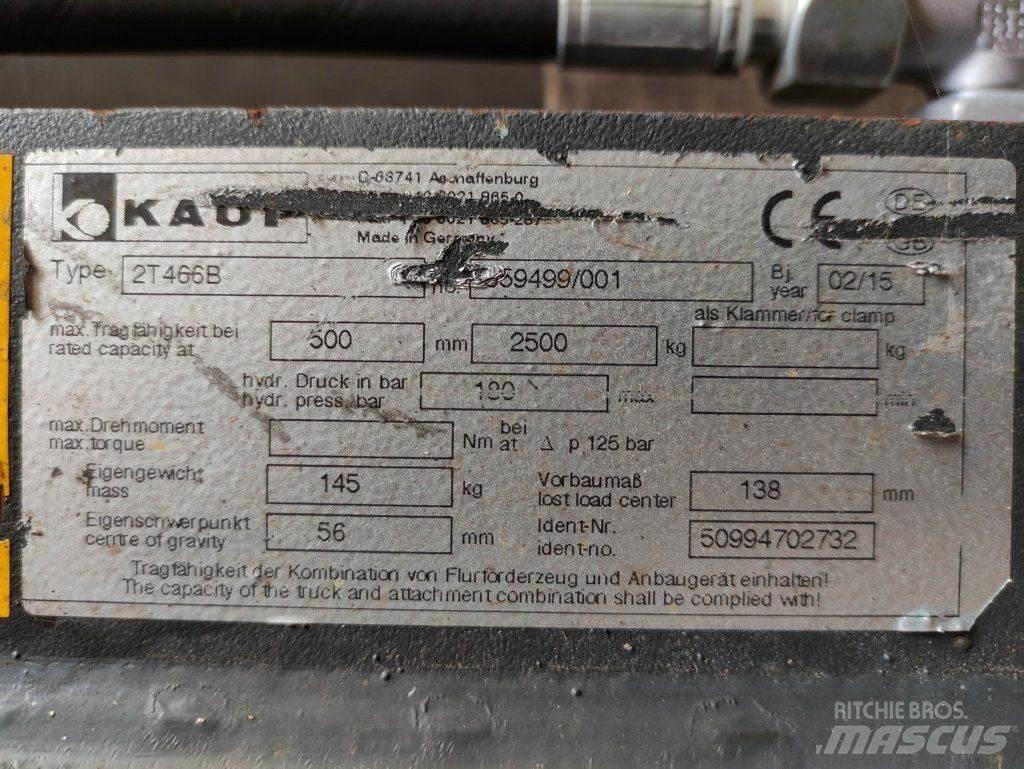 D-63741 Aschaffenburg
KAUP
Made in Germany
CE DE
GB
Type 2T466B no. 59499/001 Bj. year 02/15
als Klammer/for clamp
max. Tragfähigkeit bei
rated capacity at 500 mm 2500 kg kg
hydr. Druck in bar
hydr. press. bar max min
max. Drehmoment
max. torque Nm bei at Δ p 125 bar
Eigengewicht
mass 145 kg
Vorbaumaß
lost load center 138 mm
Eigenschwerpunkt
centre of gravity 56 mm
Ident-Nr.
ident-no. 50994702732
Tragfähigkeit der Kombination von Flurförderzeug und Anbaugerät einhalten!
The capacity of the truck and attachment combination shall be complied with!
RITCHIE BROS.
MASCUS